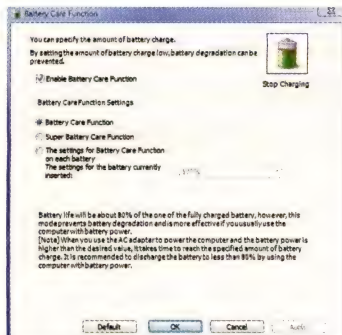 Battery Care Function
You can specify the amount of battery charge.
By setting the amount of battery charge low, battery degradation can be
prevented.
Enable Battery Care Function
Stop Charging
Battery Care Function Settings
Battery Care Function
Super Battery Care Function
The settings for Battery Care Function
on each battery
The settings for the battery currently
inserted:
Battery life will be about 80% of the one of the fully charged battery, however, this
mode prevents battery degradation and is more effective if you usually use the
computer with battery power.
[Note] When you use the AC adapter to power the computer and the battery power is
higher than the desired value, it takes time to reach the specified amount of battery
charge. It is recommended to discharge the battery to less than 80% by using the
computer with battery power.
Default
OK
Cancel